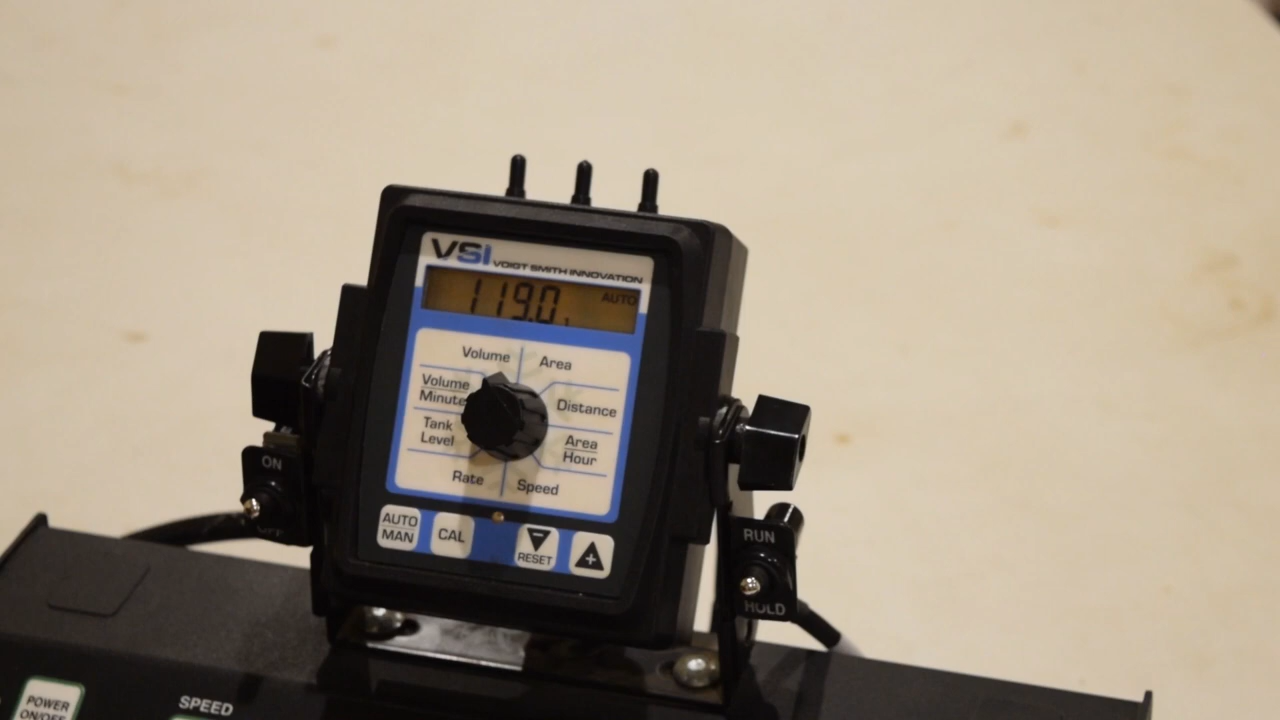 VSI VOIGT SMITH INNOVATION
119.0 AUTO
Volume Area
Volume
Minute
Distance
Tank
Level
Area
Hour
Rate Speed
AUTO
MAN
CAL
RESET
+
ON
RUN
HOLD
POWER
ON/OFF
SPEED